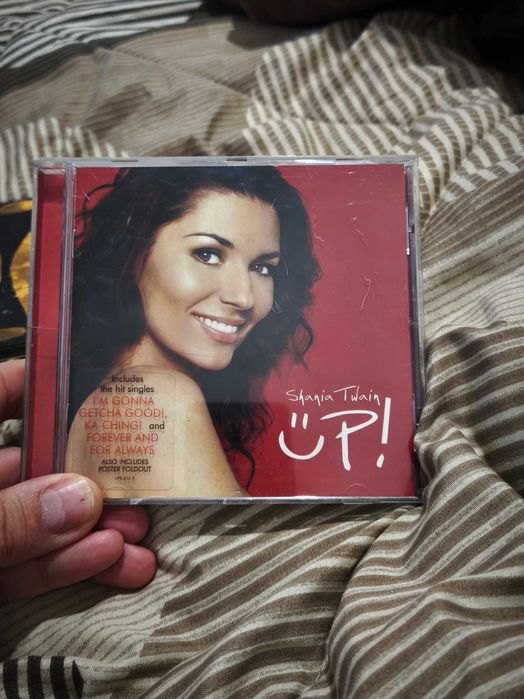 Shania Twain
UP!
Includes
the hit singles
I'M GONNA
GETCHA GOOD!,
KA-CHING! and
FOREVER AND
FOR ALWAYS
ALSO INCLUDES
POSTER FOLDOUT